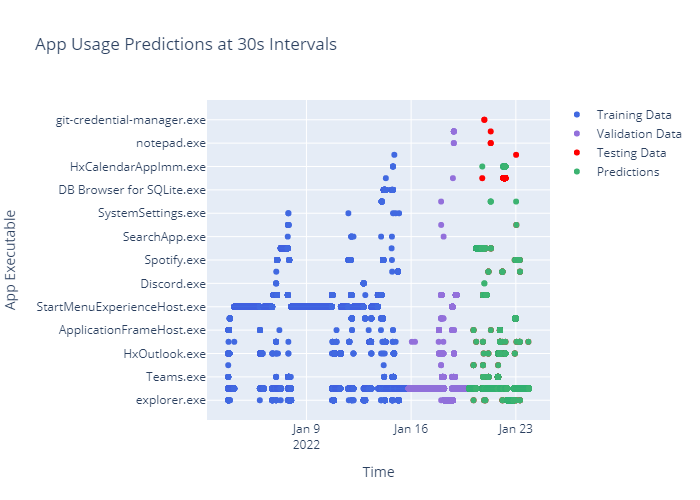 App Usage Predictions at 30s Intervals
git-credential-manager.exe
notepad.exe
HxCalendarAppImm.exe
DB Browser for SQLite.exe
SystemSettings.exe
SearchApp.exe
Spotify.exe
Discord.exe
StartMenuExperienceHost.exe
ApplicationFrameHost.exe
HxOutlook.exe
Teams.exe
explorer.exe
App Executable
Jan 9
2022
Jan 16
Jan 23
Time
Training Data
Validation Data
Testing Data
Predictions